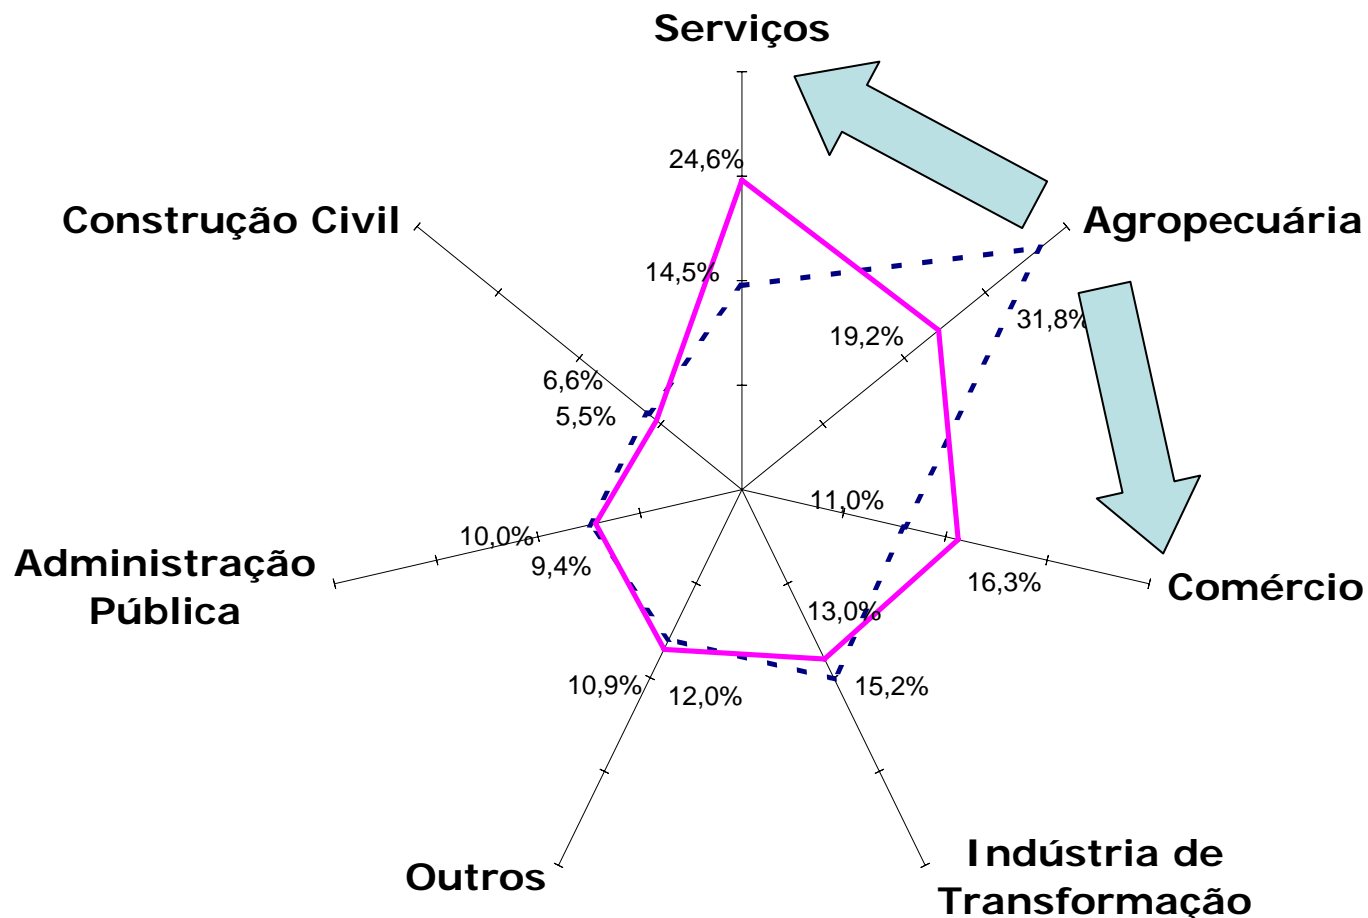 Serviços
24,6%
Construção Civil
Agropecuária
14,5%
31,8%
19,2%
6,6%
5,5%
11,0%
10,0%
9,4%
Administração
Pública
16,3%
Comércio
13,0%
10,9%
12,0%
15,2%
Outros
Indústria de
Transformação